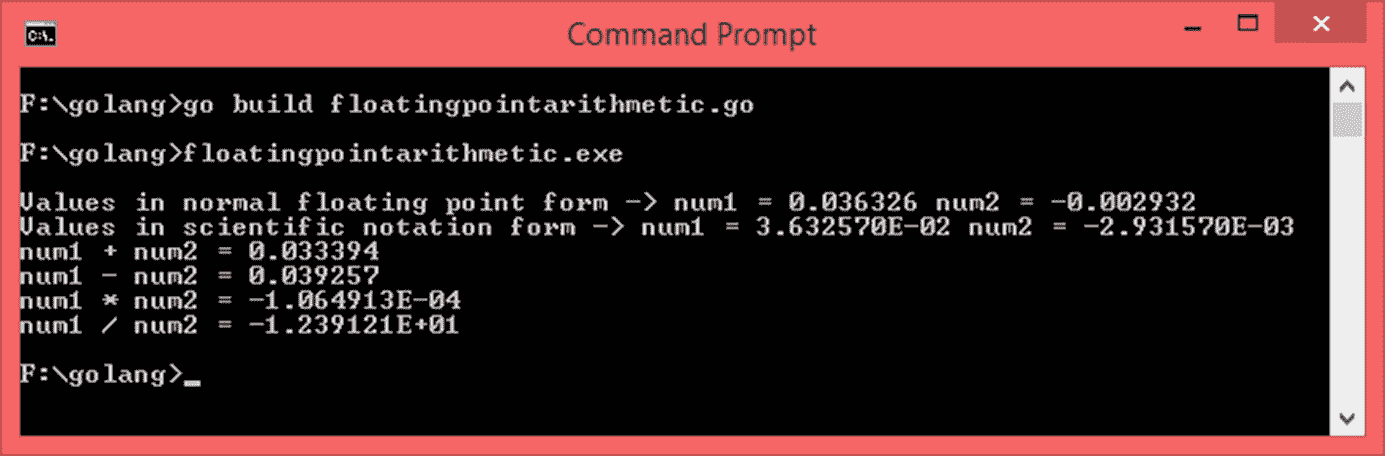 Command Prompt
F:\golang>go build floatingpointarithmetic.go
F:\golang>floatingpointarithmetic.exe
Values in normal floating point form -> num1 = 0.036326 num2 = -0.002932
Values in scientific notation form -> num1 = 3.632570E-02 num2 = -2.931570E-03
num1 + num2 = 0.033394
num1 - num2 = 0.039257
num1 * num2 = -1.064913E-04
num1 / num2 = -1.239121E+01
F:\golang>_